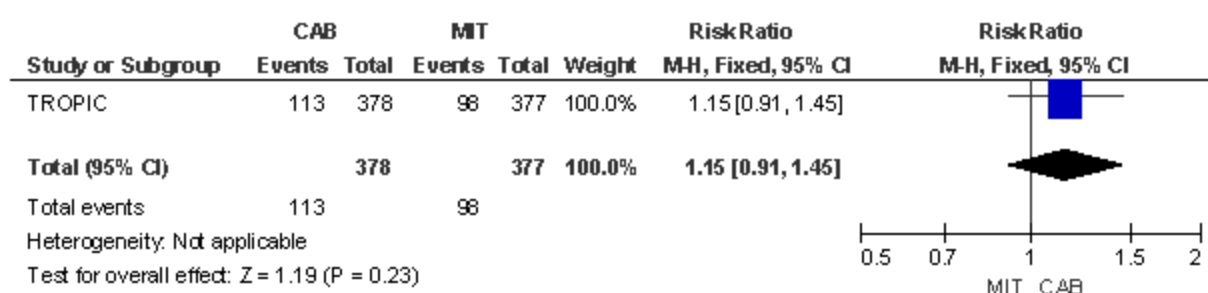 CAB MIT Risk Ratio Risk Ratio
Study or Subgroup Events Total Events Total Weight M-H, Fixed, 95% CI M-H, Fixed, 95% CI
TROPIC 113 378 98 377 100.0% 1.15 [0.91, 1.45]
Total (95% CI) 378 377 100.0% 1.15 [0.91, 1.45]
Total events 113 98
Heterogeneity: Not applicable
Test for overall effect: Z = 1.19 (P = 0.23)
0.5 0.7 1 1.5 2
MIT CAB